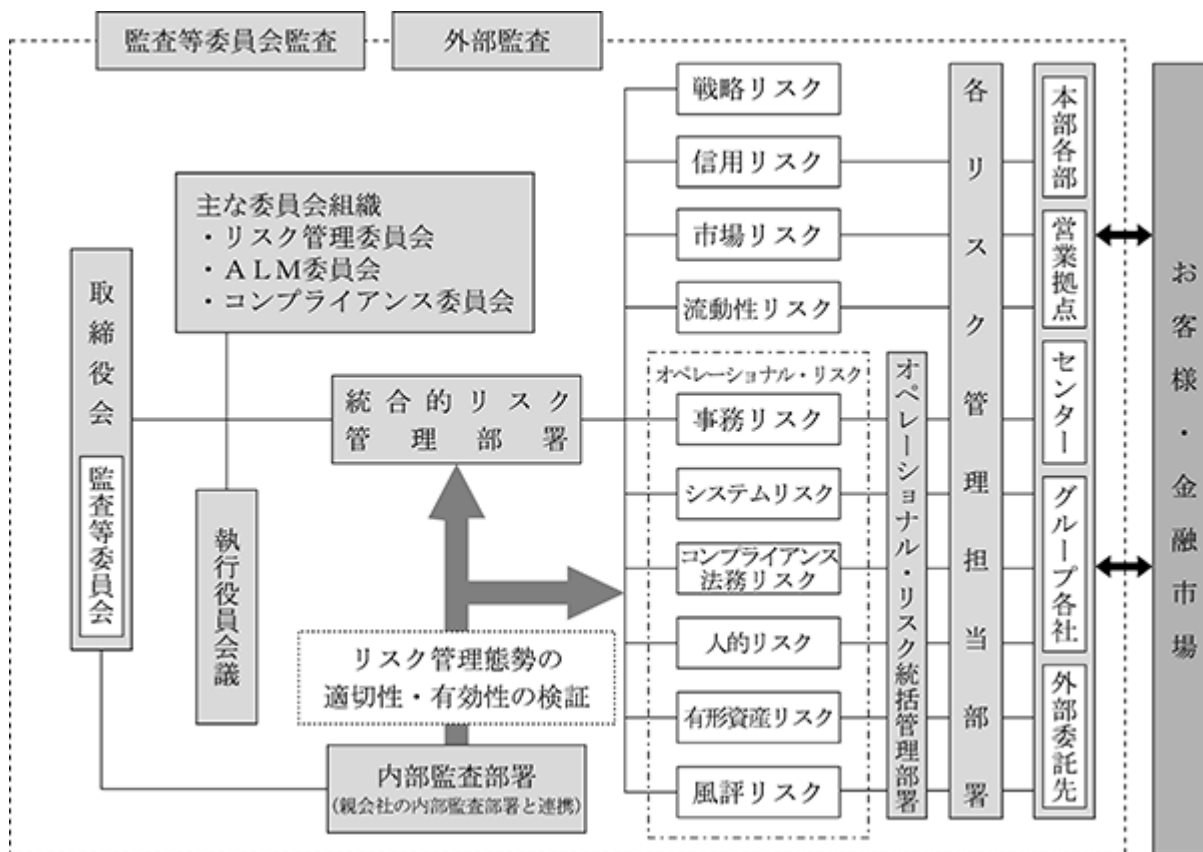 監査等委員会監査
外部監査
主な委員会組織
・リスク管理委員会
・ALM委員会
・コンプライアンス委員会
取締役会
監査等委員会
執行役員会議
統合的リスク
管理部署
リスク管理態勢の
適切性・有効性の検証
内部監査部署
(親会社の内部監査部署と連携)
戦略リスク
信用リスク
市場リスク
流動性リスク
オペレーショナル・リスク
事務リスク
システムリスク
コンプライアンス
法務リスク
人的リスク
有形資産リスク
風評リスク
オペレーショナル・リスク統括管理部署
各リスク管理担当部署
本部各部
営業拠点
センター
グループ各社
外部委託先
お客様・金融市場